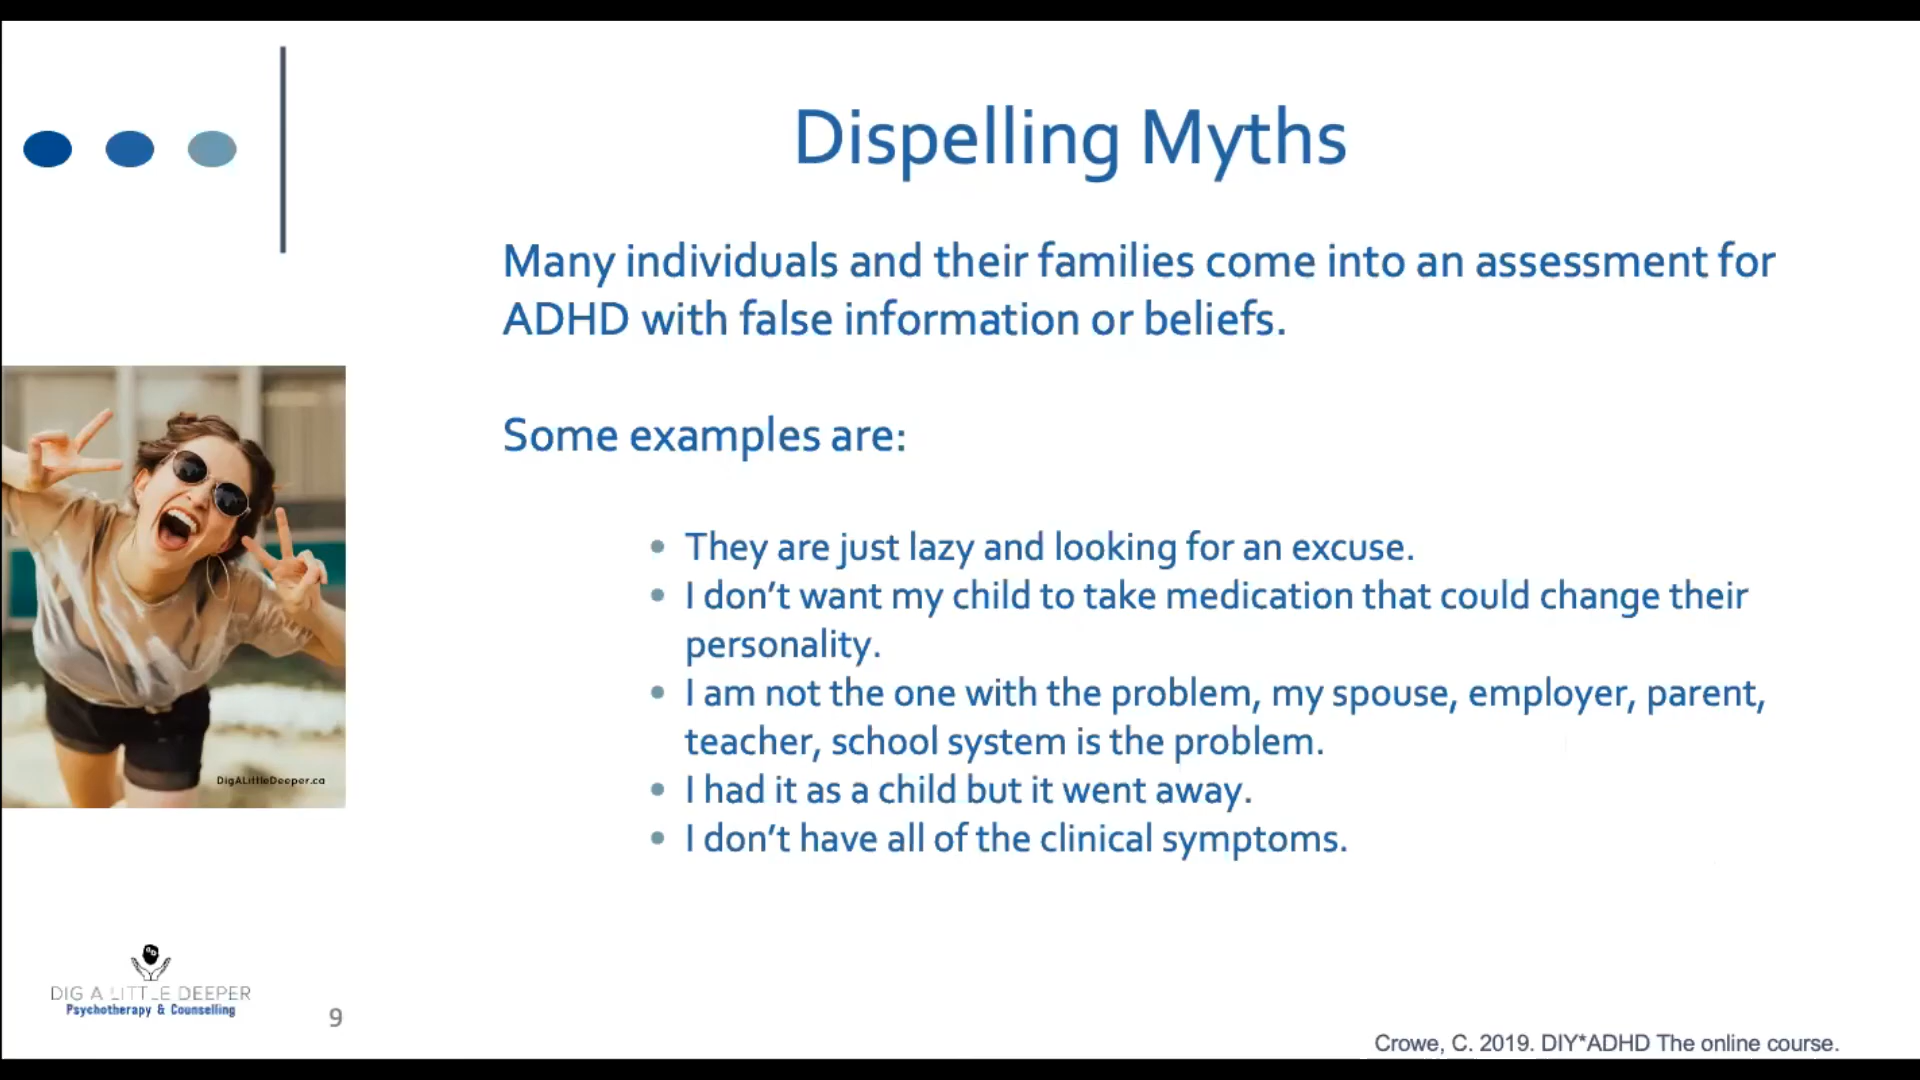 Dispelling Myths
Many individuals and their families come into an assessment for
ADHD with false information or beliefs.
Some examples are:
• They are just lazy and looking for an excuse.
• I don’t want my child to take medication that could change their
personality.
• I am not the one with the problem, my spouse, employer, parent,
teacher, school system is the problem.
• I had it as a child but it went away.
• I don’t have all of the clinical symptoms.
DigALittleDeeper.ca
DIG A LITTLE DEEPER
Psychotherapy & Counselling
9
Crowe, C. 2019. DIY*ADHD The online course.